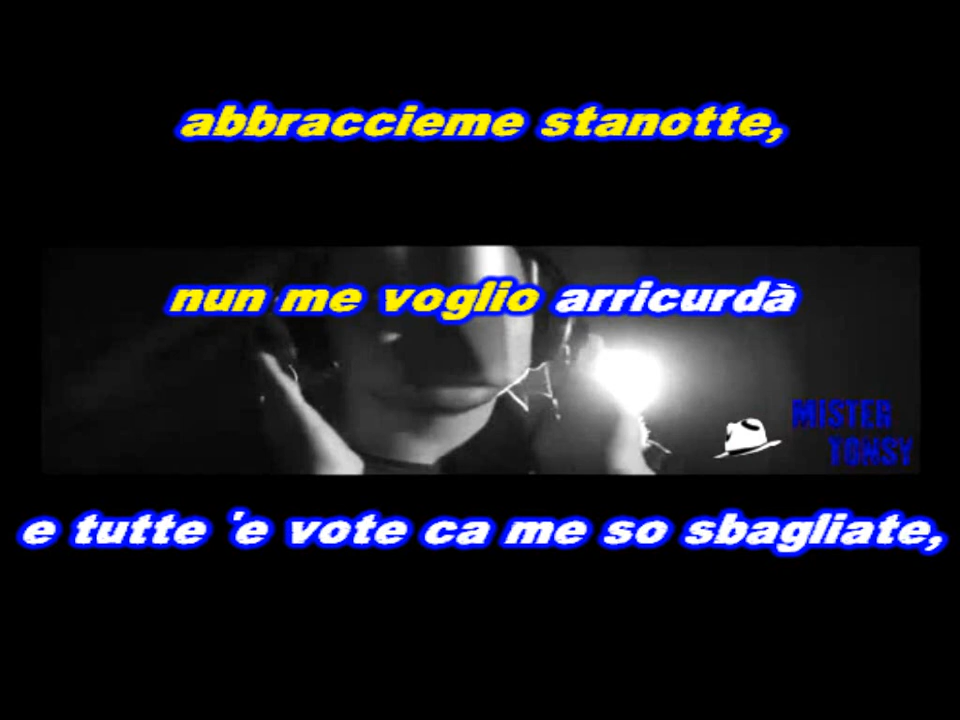 abbraccieme stanotte,
nun me voglio arricurdà
MISTER
TONSY
e tutte 'e vote ca me so sbagliate,